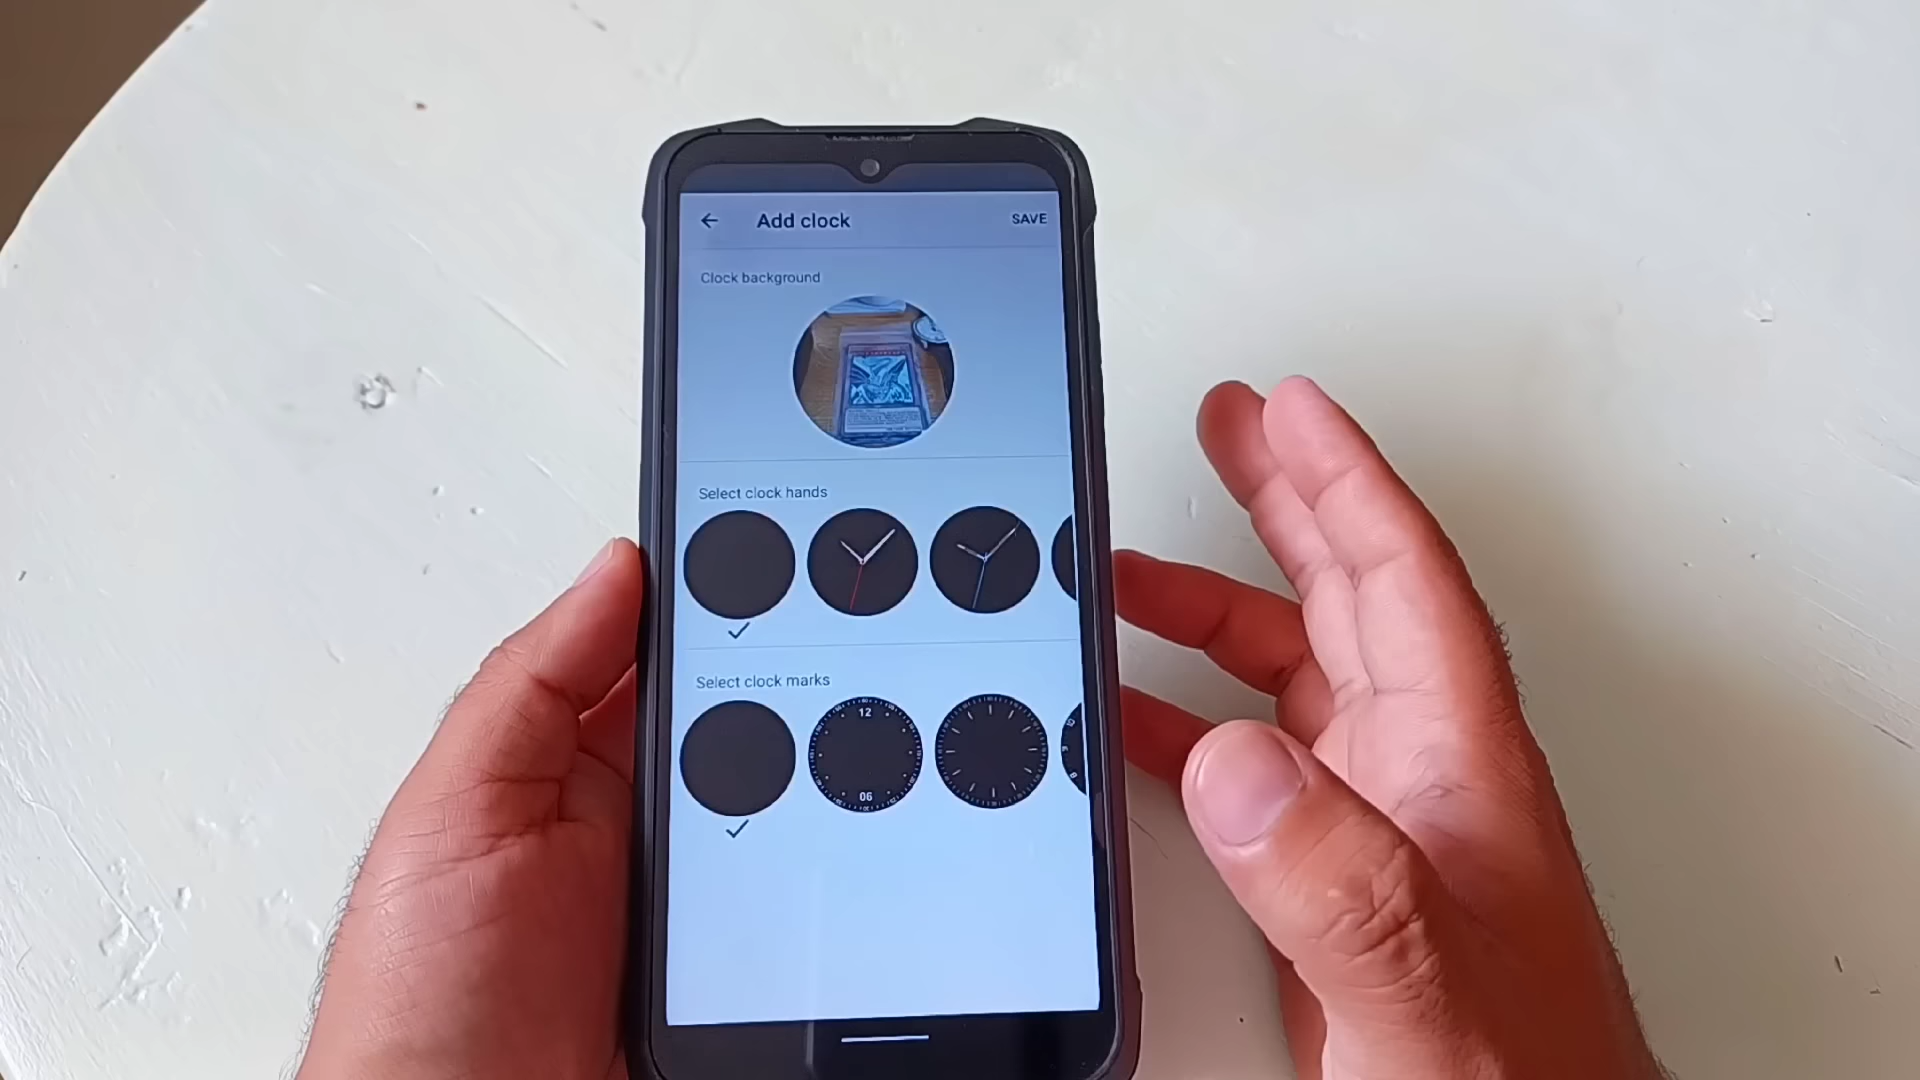 Add clock
SAVE
Clock background
Select clock hands
Select clock marks
12
06